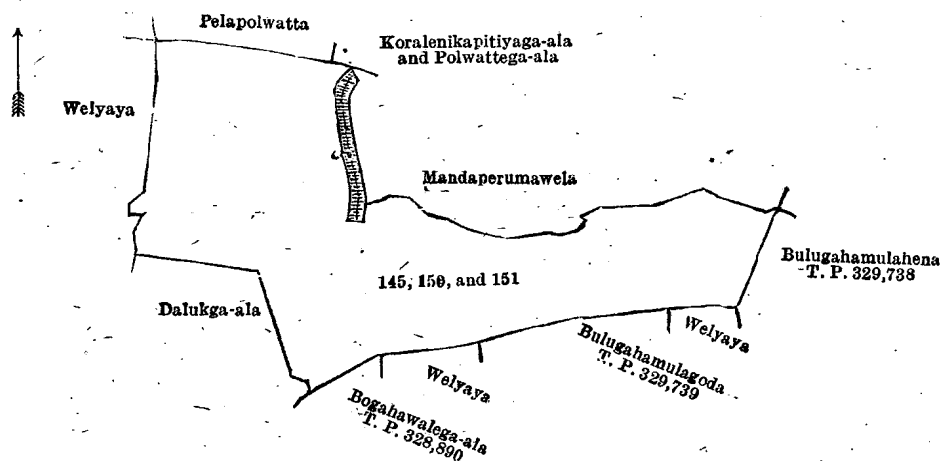 Pelapolwatta
Koralenikapitiyaga-ala
and Polwattega-ala
Welyaya
Mandaperumawela
Bulugahamulahena
T. P. 329,738
145, 150, and 151
Dalukga-ala
Welyaya
Bulugahamulagoda
T. P. 329,739
Welyaya
Bogahawalega-ala
T. P. 328,890